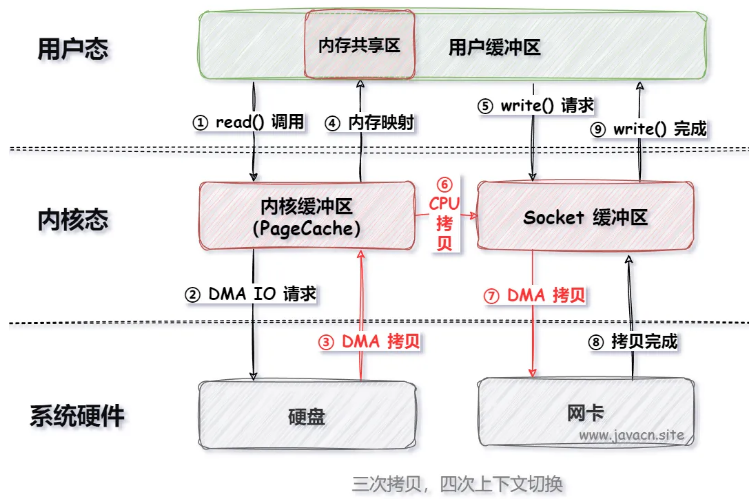 用户态
内存共享区
用户缓冲区
① read() 调用
④ 内存映射
⑤ write() 请求
⑨ write() 完成
内核态
内核缓冲区
(PageCache)
⑥
CPU
拷
贝
Socket 缓冲区
② DMA IO 请求
⑦ DMA 拷贝
③ DMA 拷贝
⑧ 拷贝完成
系统硬件
硬盘
网卡
www.javacn.site
三次拷贝，四次上下文切换